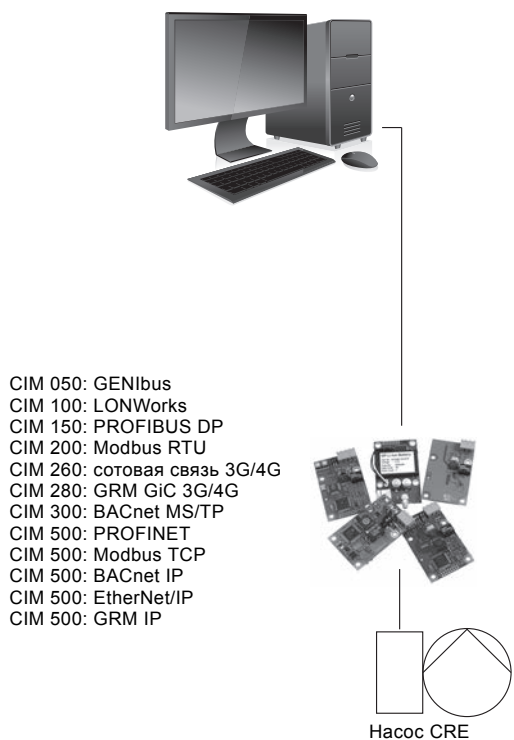 CIM 050: GENIbus
CIM 100: LONWorks
CIM 150: PROFIBUS DP
CIM 200: Modbus RTU
CIM 260: сотовая связь 3G/4G
CIM 280: GRM GiC 3G/4G
CIM 300: BACnet MS/TP
CIM 500: PROFINET
CIM 500: Modbus TCP
CIM 500: BACnet IP
CIM 500: EtherNet/IP
CIM 500: GRM IP
Насос CRE